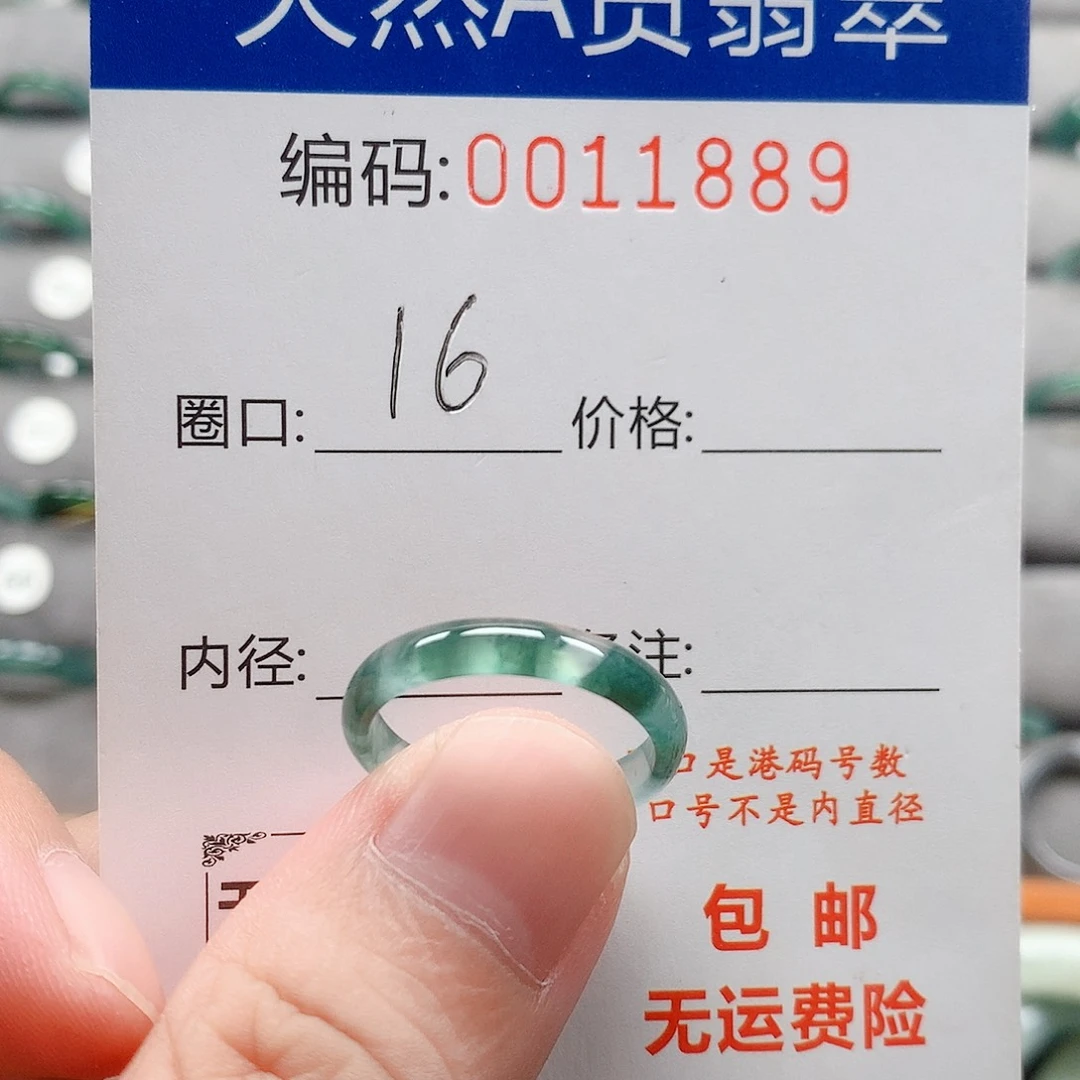 天然A货翡翠
编码:0011889
圈口: 16 价格:
内径: 备注:
口是港码号数
口号不是内直径
包邮
无运费险